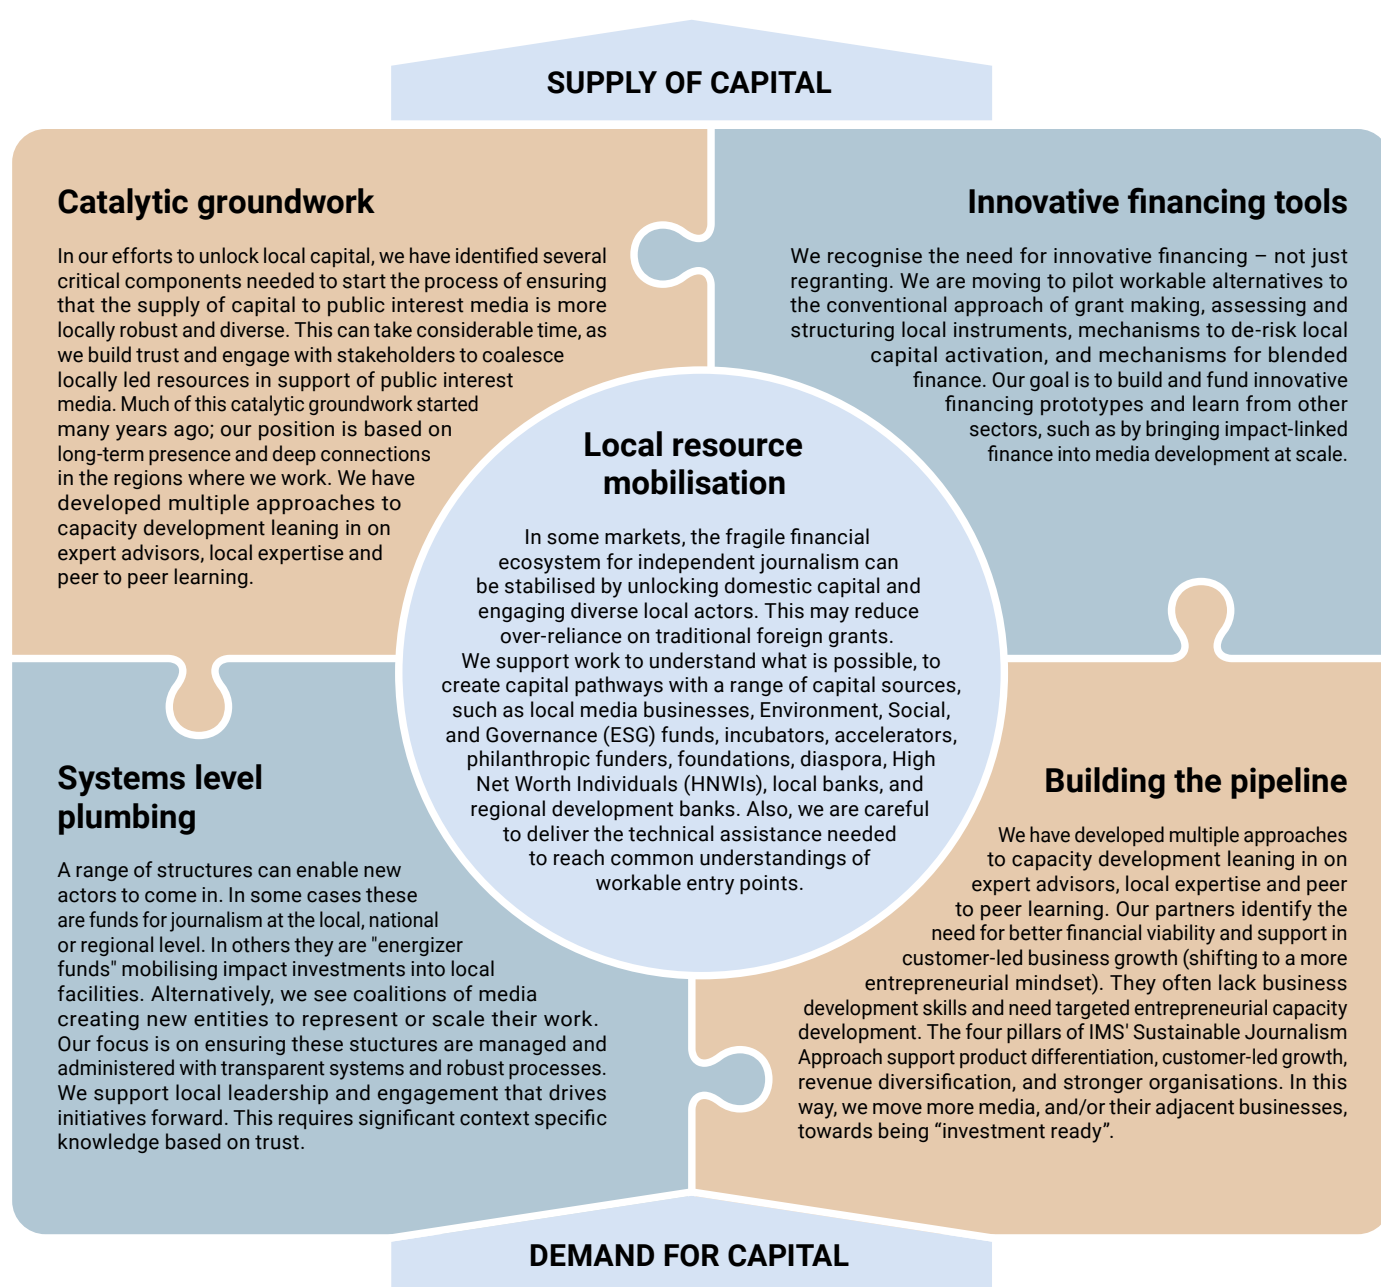 SUPPLY OF CAPITAL
Catalytic groundwork
In our efforts to unlock local capital, we have identified several
critical components needed to start the process of ensuring
that the supply of capital to public interest media is more
locally robust and diverse. This can take considerable time, as
we build trust and engage with stakeholders to coalesce
locally led resources in support of public interest
media. Much of this catalytic groundwork started
many years ago; our position is based on
long-term presence and deep connections
in the regions where we work. We have
developed multiple approaches to
capacity development leaning in on
expert advisors, local expertise and
peer to peer learning.
Innovative financing tools
We recognise the need for innovative financing – not just
regranting. We are moving to pilot workable alternatives to
the conventional approach of grant making, assessing and
structuring local instruments, mechanisms to de-risk local
capital activation, and mechanisms for blended
finance. Our goal is to build and fund innovative
financing prototypes and learn from other
sectors, such as by bringing impact-linked
finance into media development at scale.
Local resource
mobilisation
In some markets, the fragile financial
ecosystem for independent journalism can
be stabilised by unlocking domestic capital and
engaging diverse local actors. This may reduce
over-reliance on traditional foreign grants.
We support work to understand what is possible, to
create capital pathways with a range of capital sources,
such as local media businesses, Environment, Social,
and Governance (ESG) funds, incubators, accelerators,
philanthropic funders, foundations, diaspora, High
Net Worth Individuals (HNWIs), local banks, and
regional development banks. Also, we are careful
to deliver the technical assistance needed
to reach common understandings of
workable entry points.
Systems level
plumbing
A range of structures can enable new
actors to come in. In some cases these
are funds for journalism at the local, national
or regional level. In others they are "energizer
funds" mobilising impact investments into local
facilities. Alternatively, we see coalitions of media
creating new entities to represent or scale their work.
Our focus is on ensuring these stuctures are managed and
administered with transparent systems and robust processes.
We support local leadership and engagement that drives
initiatives forward. This requires significant context specific
knowledge based on trust.
Building the pipeline
We have developed multiple approaches
to capacity development leaning in on
expert advisors, local expertise and peer
to peer learning. Our partners identify the
need for better financial viability and support in
customer-led business growth (shifting to a more
entrepreneurial mindset). They often lack business
development skills and need targeted entrepreneurial capacity
development. The four pillars of IMS' Sustainable Journalism
Approach support product differentiation, customer-led growth,
revenue diversification, and stronger organisations. In this
way, we move more media, and/or their adjacent businesses,
towards being “investment ready”.
DEMAND FOR CAPITAL